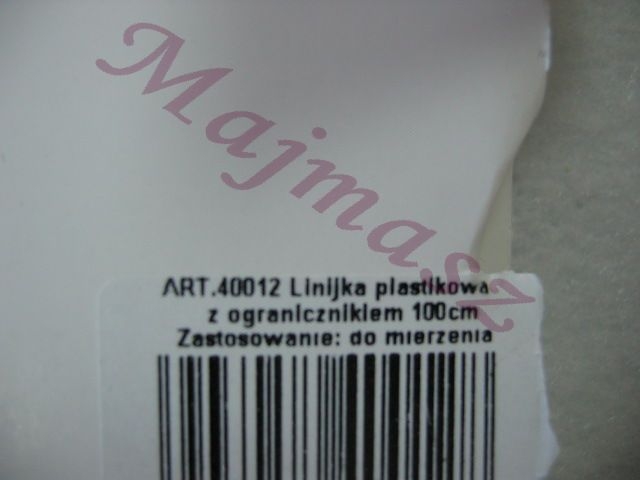 Majmasz
ART.40012 Linijka plastikowa
z ogranicznikiem 100cm
Zastosowanie: do mierzenia